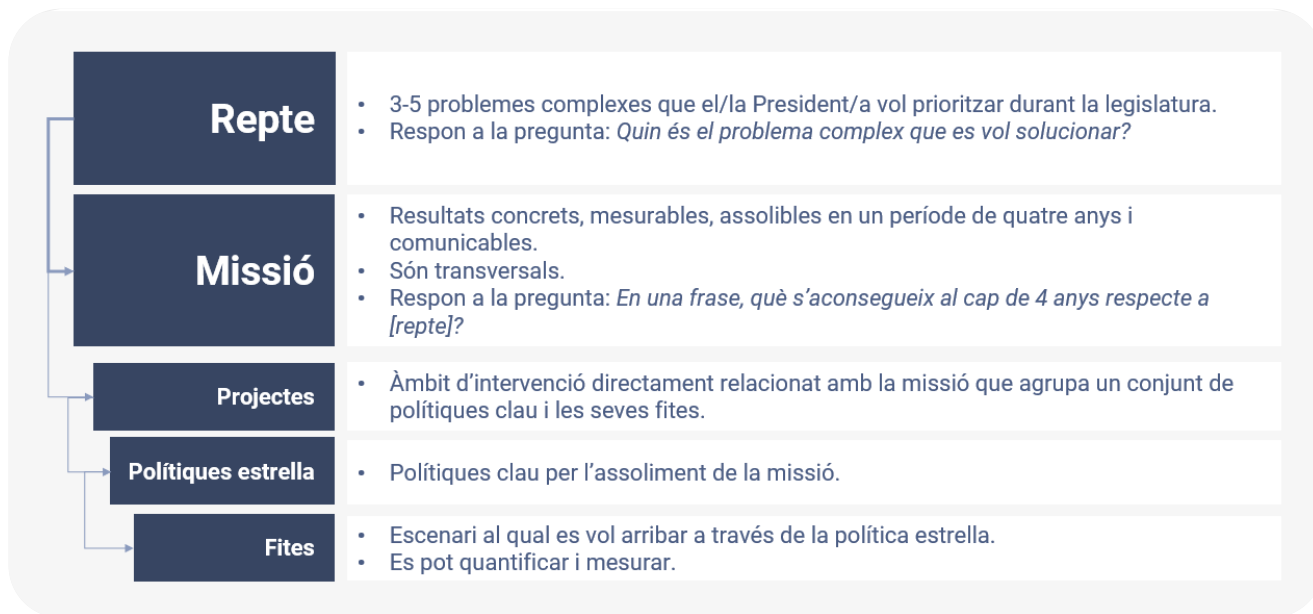 Repte
• 3-5 problemes complexes que el/la President/a vol prioritzar durant la legislatura.
• Respon a la pregunta: Quin és el problema complex que es vol solucionar?
Missió
• Resultats concrets, mesurables, assolibles en un període de quatre anys i
comunicables.
• Són transversals.
• Respon a la pregunta: En una frase, què s’aconsegueix al cap de 4 anys respecte a
[repte]?
Projectes
• Àmbit d’intervenció directament relacionat amb la missió que agrupa un conjunt de
polítiques clau i les seves fites.
Polítiques estrella
• Polítiques clau per l’assoliment de la missió.
Fites
• Escenari al qual es vol arribar a través de la política estrella.
• Es pot quantificar i mesurar.